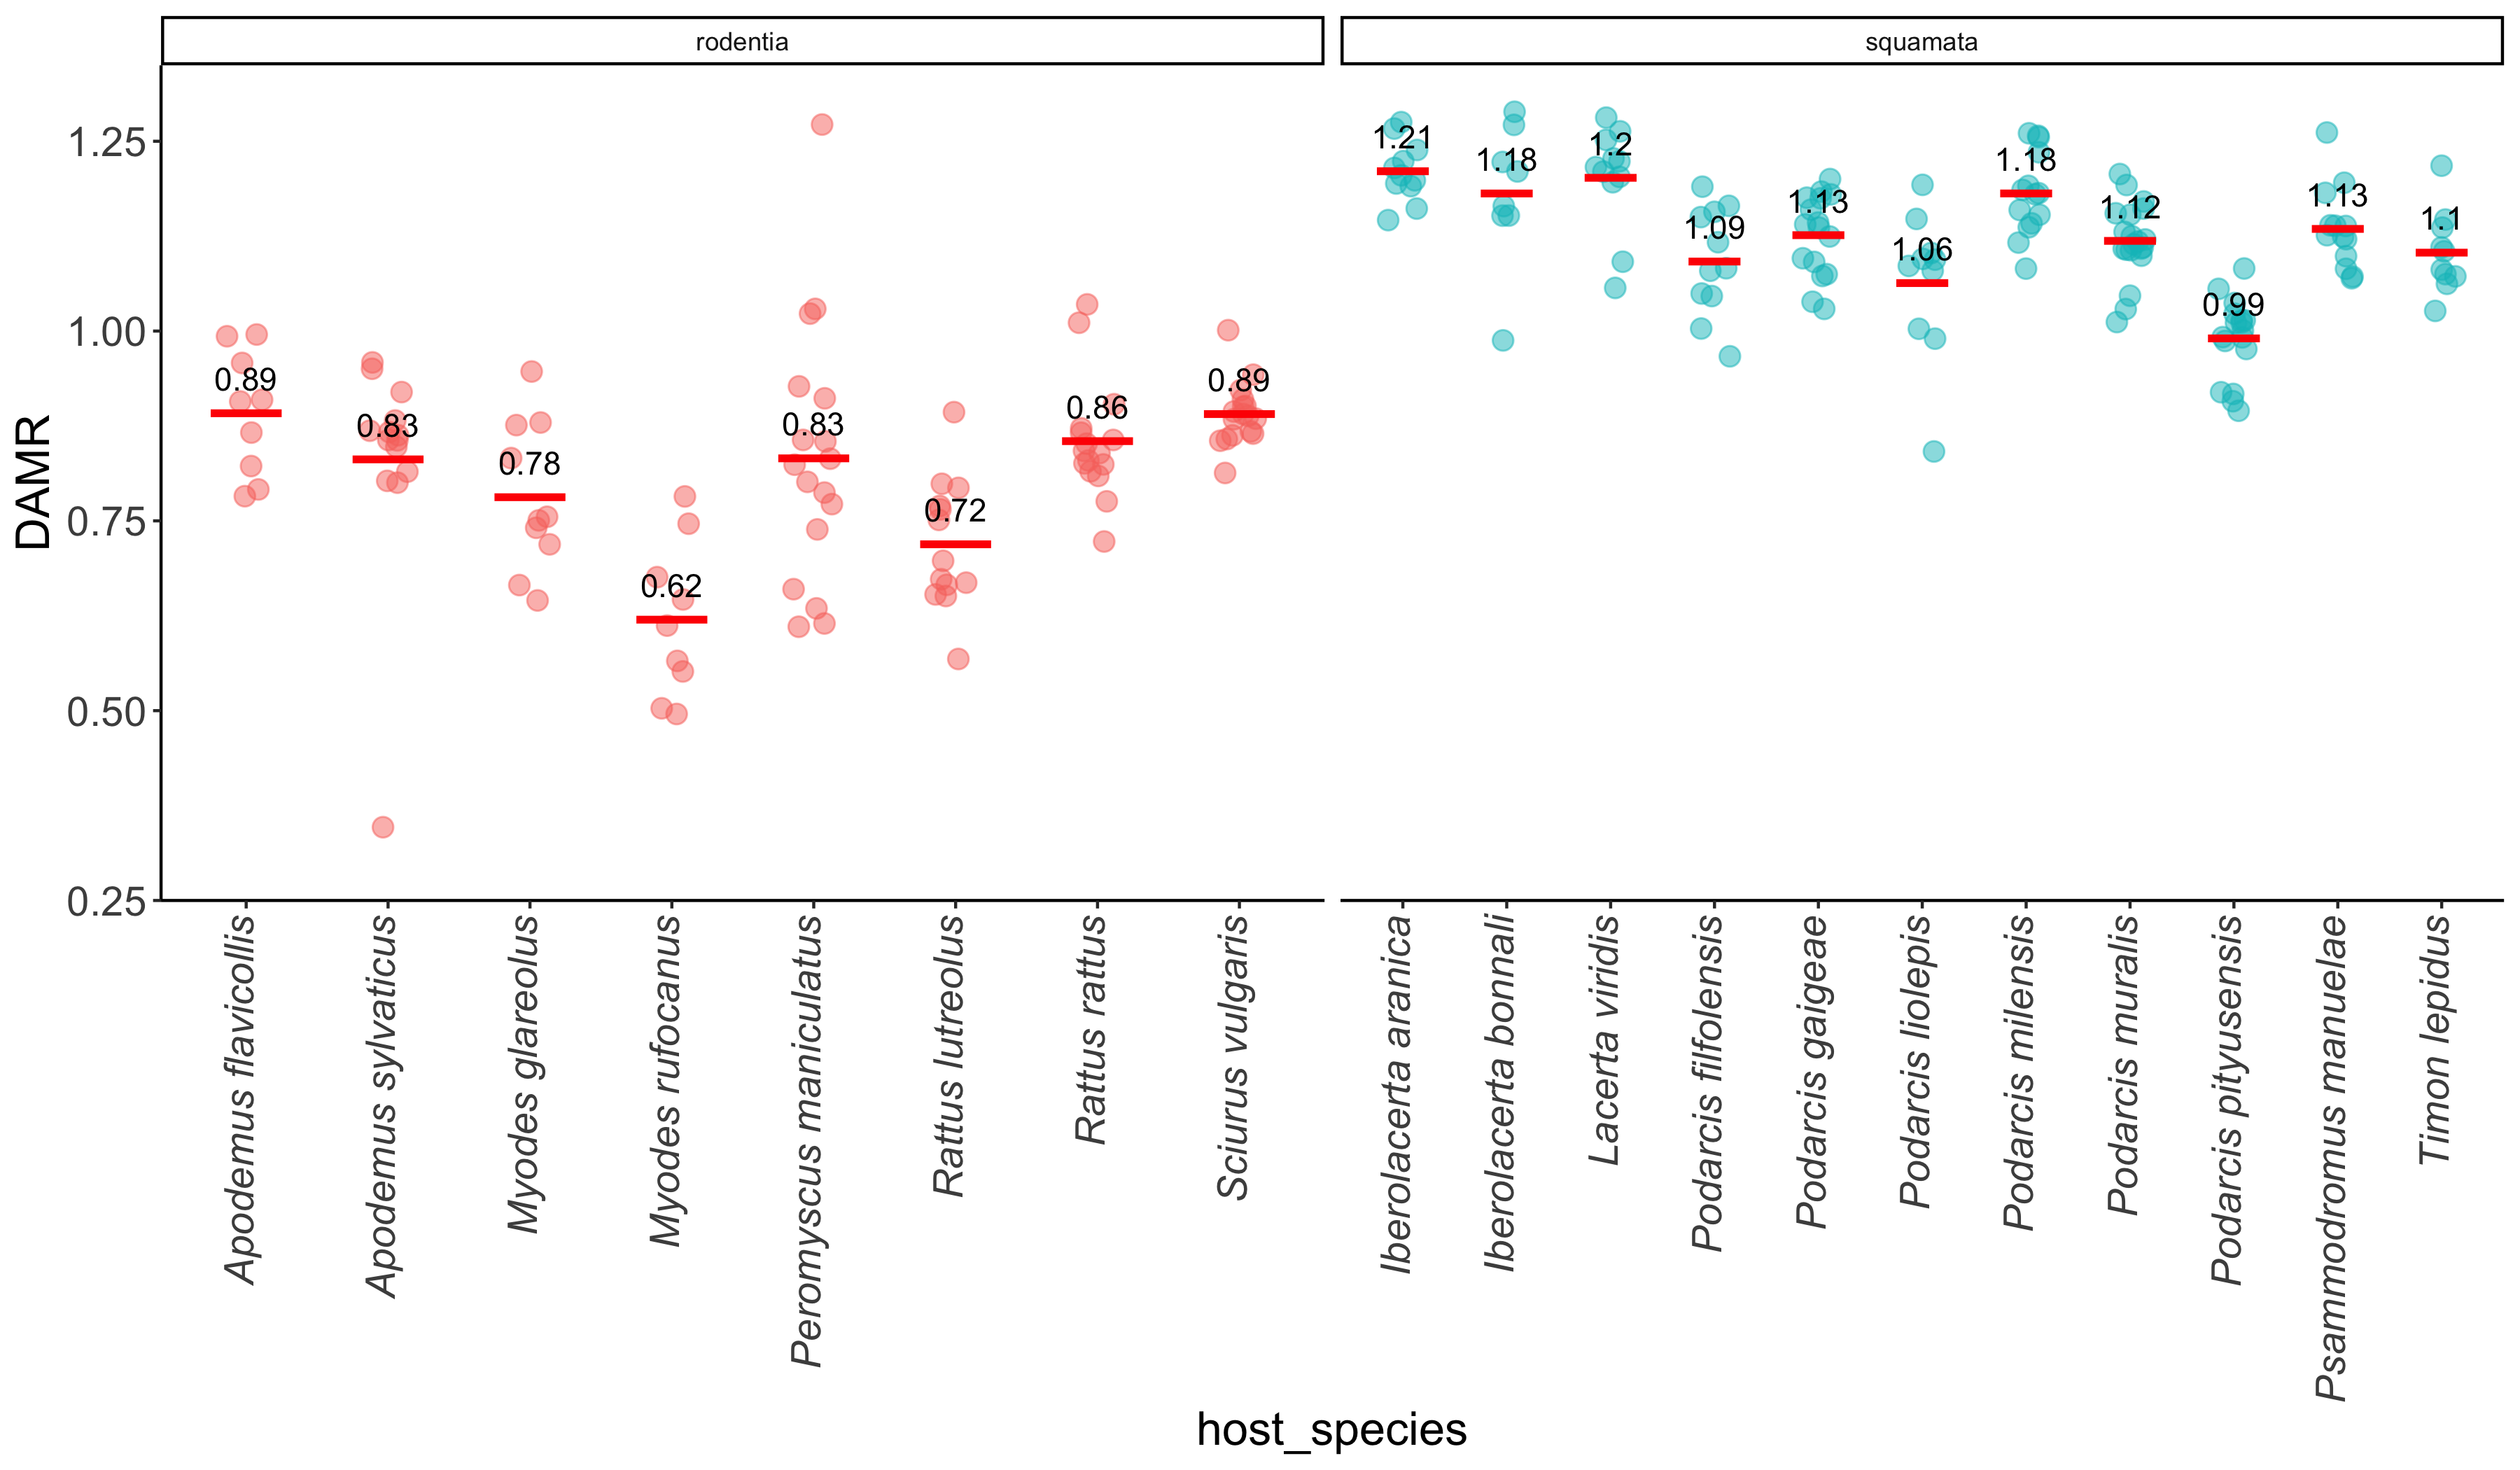 rodentia
squamata
DAMR
1.25
1.00
0.75
0.50
0.25
0.89
0.83
0.78
0.62
0.83
0.72
0.86
0.89
1.21
1.18
1.2
1.09
1.13
1.06
1.18
1.12
0.99
1.13
1.1
Apodemus flavicollis
Apodemus sylvaticus
Myodes glareolus
Myodes rufocanus
Peromyscus maniculatus
Rattus lutreolus
Rattus rattus
Sciurus vulgaris
Iberolacerta aranica
Iberolacerta bonnali
Lacerta viridis
Podarcis filfolensis
Podarcis gaigeae
Podarcis liolepis
Podarcis milensis
Podarcis muralis
Podarcis pityusensis
Psammodromus manuelae
Timon lepidus
host_species